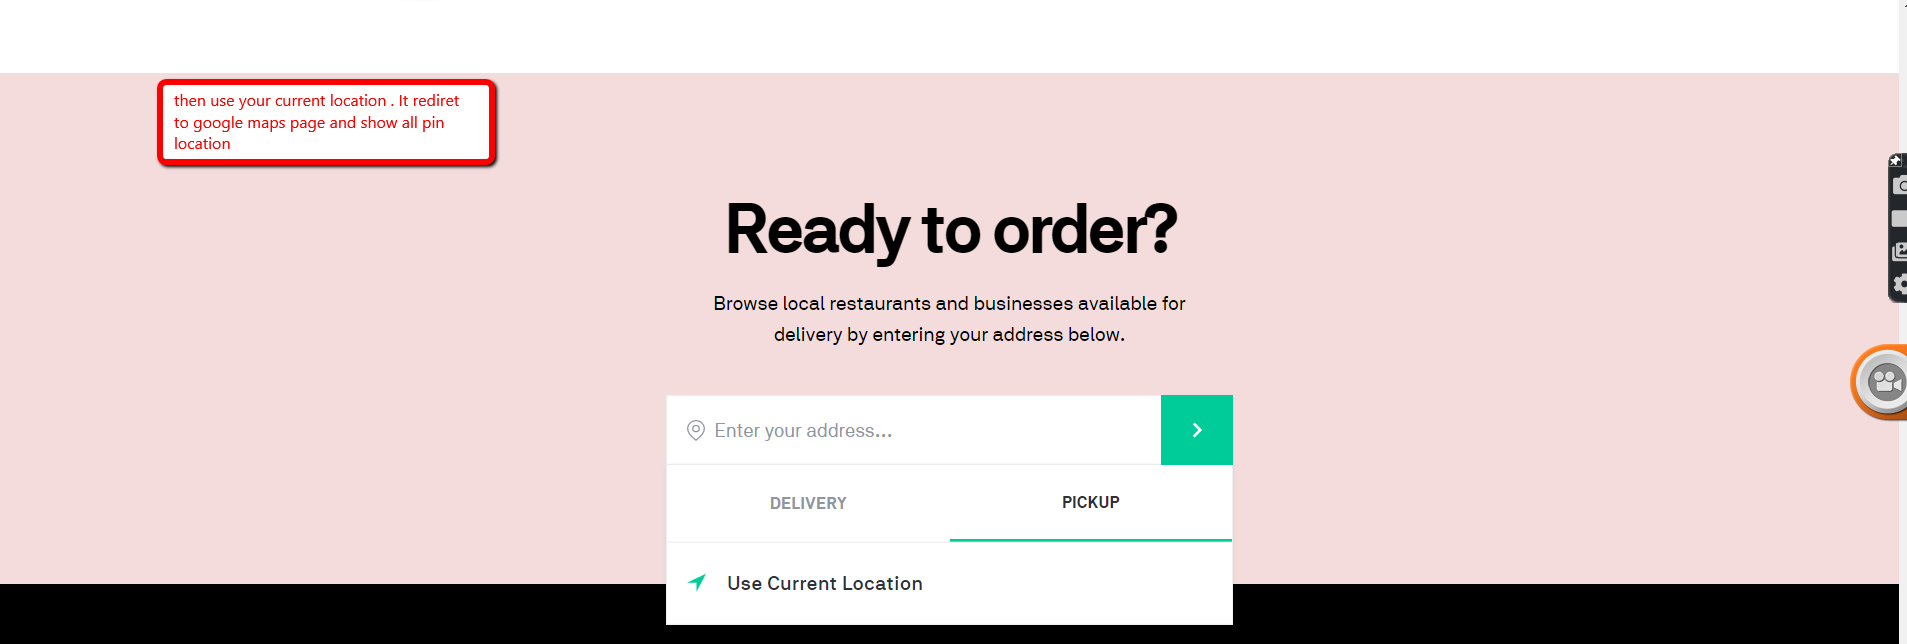 then use your current location . It rediret
to google maps page and show all pin
location
Ready to order?
Browse local restaurants and businesses available for
delivery by entering your address below.
Enter your address...
DELIVERY
PICKUP
Use Current Location